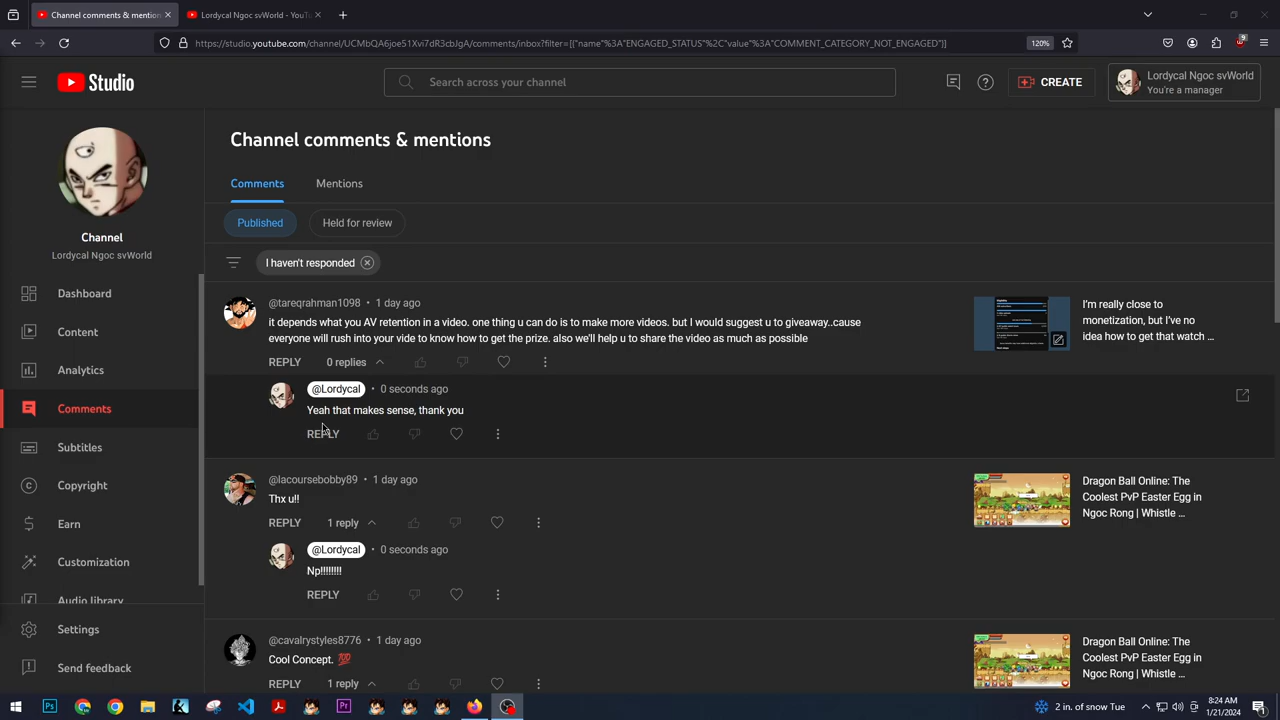 Channel comments & mention
Lordycal Ngoc svWorld - YouTu
https://studio.youtube.com/channel/UCMbQA6joe51Xvi7dR3cbJgA/comments/inbox?filter=[{"name"%3A"ENGAGED_STATUS"%2C"value"%3A"COMMENT_CATEGORY_NOT_ENGAGED"}]
120%
9
Studio
Search across your channel
CREATE
Lordycal Ngoc svWorld
You're a manager
Channel
Lordycal Ngoc svWorld
Dashboard
Content
Analytics
Comments
Subtitles
Copyright
Earn
Customization
Audio library
Settings
Send feedback
Channel comments & mentions
Comments
Mentions
Published
Held for review
I haven't responded
@tareqrahman1098 • 1 day ago
it depend what you AV retention in a video. one thing u can do to make more videos. but I would suggest u to giveaway..cause
everyone will rush into your vide to know how to get the prize. also we'll help u to share the video as much as possible
REPLY 0 replies
I'm really close to
monetization, but I've no
idea how to get the watch ...
@Lordycal • 0 seconds ago
Yeah that makes sense, thank you
REPLY
@lacoursebobby89 • 1 day ago
Thx u!!
REPLY 1 reply
Dragon Ball Online: The
Coolest PvP Easter Egg in
Ngoc Rong | Whistle ...
@Lordycal • 0 seconds ago
Np!!!!!!!!
REPLY
@cavalrystyles8776 • 1 day ago
Cool Concept. 💯
REPLY 1 reply
Dragon Ball Online: The
Coolest PvP Easter Egg in
Ngoc Rong | Whistle ...
2 in. of snow Tue
8:24 AM
1/21/2024